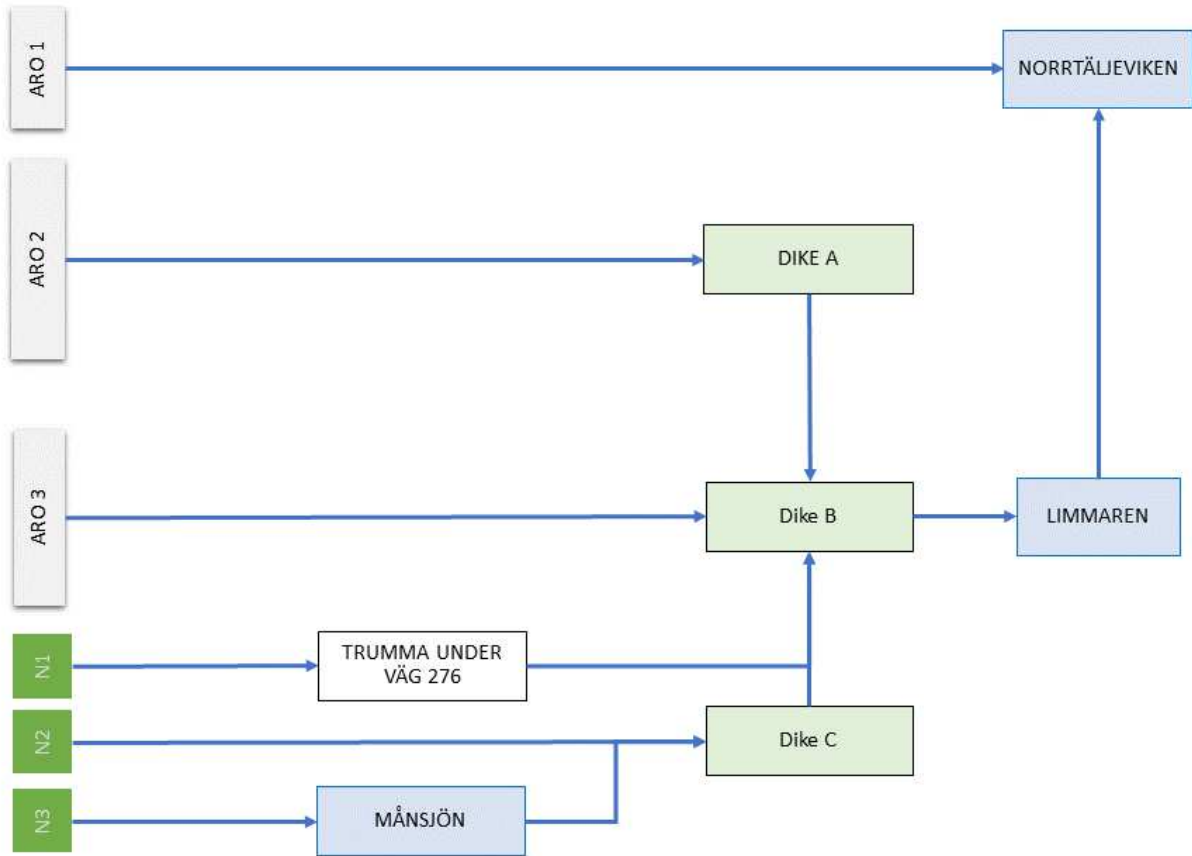 ARO 1
NORRTÄLJEVIKEN
ARO 2
DIKE A
ARO 3
Dike B
LIMMAREN
N1
TRUMMA UNDER
VÄG 276
N2
Dike C
N3
MÅNSJÖN